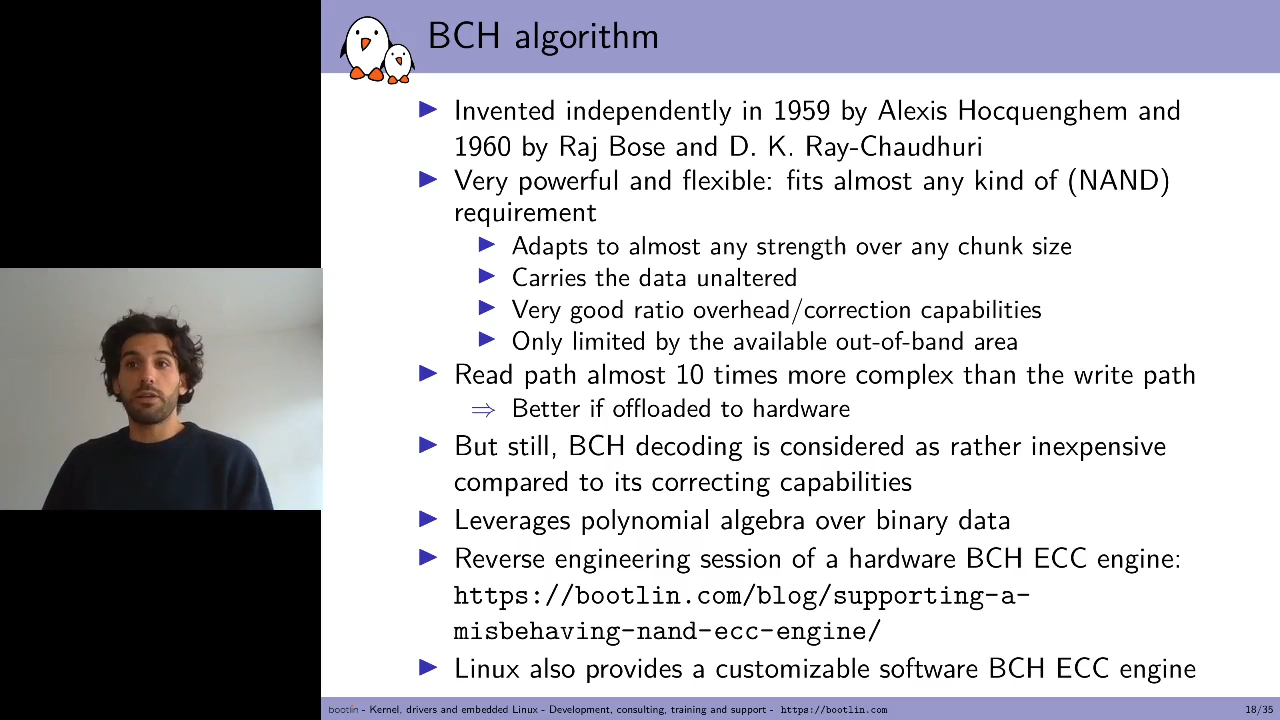 BCH algorithm
Invented independently in 1959 by Alexis Hocquenghem and
1960 by Raj Bose and D. K. Ray-Chaudhuri
Very powerful and flexible: fits almost any kind of (NAND)
requirement
Adapts to almost any strength over any chunk size
Carries the data unaltered
Very good ratio overhead/correction capabilities
Only limited by the available out-of-band area
Read path almost 10 times more complex than the write path
⇒ Better if offloaded to hardware
But still, BCH decoding is considered as rather inexpensive
compared to its correcting capabilities
Leverages polynomial algebra over binary data
Reverse engineering session of a hardware BCH ECC engine:
https://bootlin.com/blog/supporting-a-
misbehaving-nand-ecc-engine/
Linux also provides a customizable software BCH ECC engine
bootlin - Kernel, drivers and embedded Linux - Development, consulting, training and support - https://bootlin.com 18/35